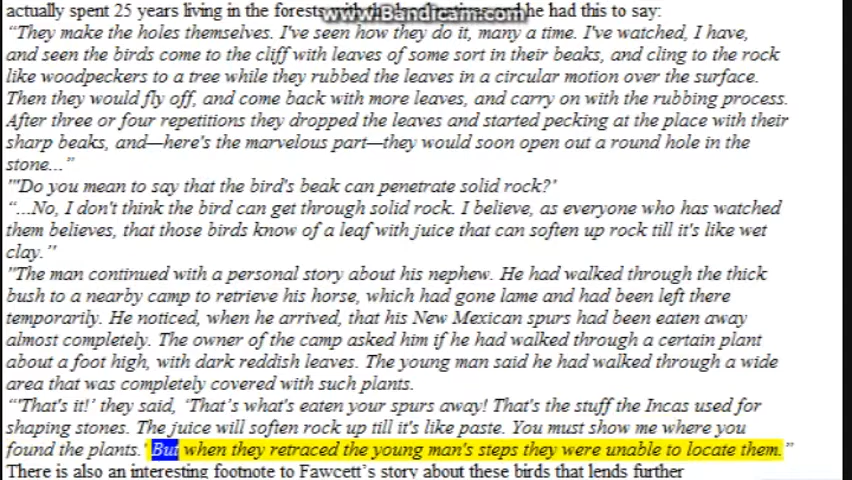 actually spent 25 years living in the forests with the he had this to say:
www.Bandicam.com
“They make the holes themselves. I've seen how they do it, many a time. I've watched, I have,
and seen the birds come to the cliff with leaves of some sort in their beaks, and cling to the rock
like woodpeckers to a tree while they rubbed the leaves in a circular motion over the surface.
Then they would fly off, and come back with more leaves, and carry on with the rubbing process.
After three or four repetitions they dropped the leaves and started pecking at the place with their
sharp beaks, and—here's the marvelous part—they would soon open out a round hole in the
stone...”
"'Do you mean to say that the bird's beak can penetrate solid rock?'
“...No, I don't think the bird can get through solid rock. I believe, as everyone who has watched
them believes, that those birds know of a leaf with juice that can soften up rock till it's like wet
clay.”
"The man continued with a personal story about his nephew. He had walked through the thick
bush to a nearby camp to retrieve his horse, which had gone lame and had been left there
temporarily. He noticed, when he arrived, that his New Mexican spurs had been eaten away
almost completely. The owner of the camp asked him if he had walked through a certain plant
about a foot high, with dark reddish leaves. The young man said he had walked through a wide
area that was completely covered with such plants.
“'That's it!' they said, 'That’s what's eaten your spurs away! That's the stuff the Incas used for
shaping stones. The juice will soften rock up till it's like paste. You must show me where you
found the plants.' But when they retraced the young man's steps they were unable to locate them.”
There is also an interesting footnote to Fawcett’s story about these birds that lends further